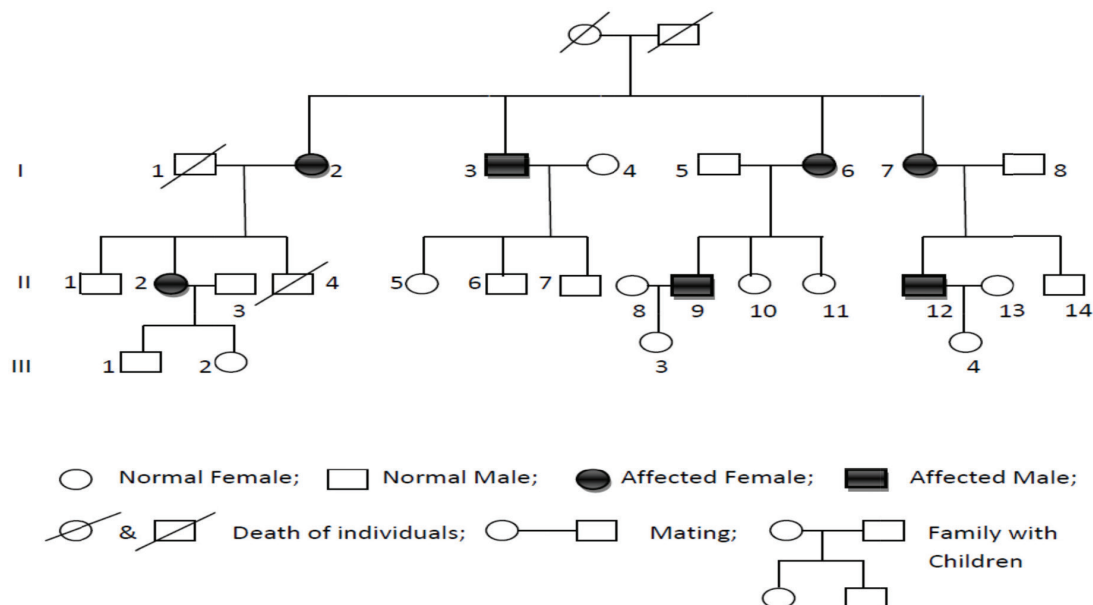 I 1 2 3 4 5 6 7 8
II 1 2 3 4 5 6 7 8 9 10 11 12 13 14
III 1 2 3 4
Normal Female; Normal Male; Affected Female; Affected Male;
& Death of individuals; Mating; Family with
Children